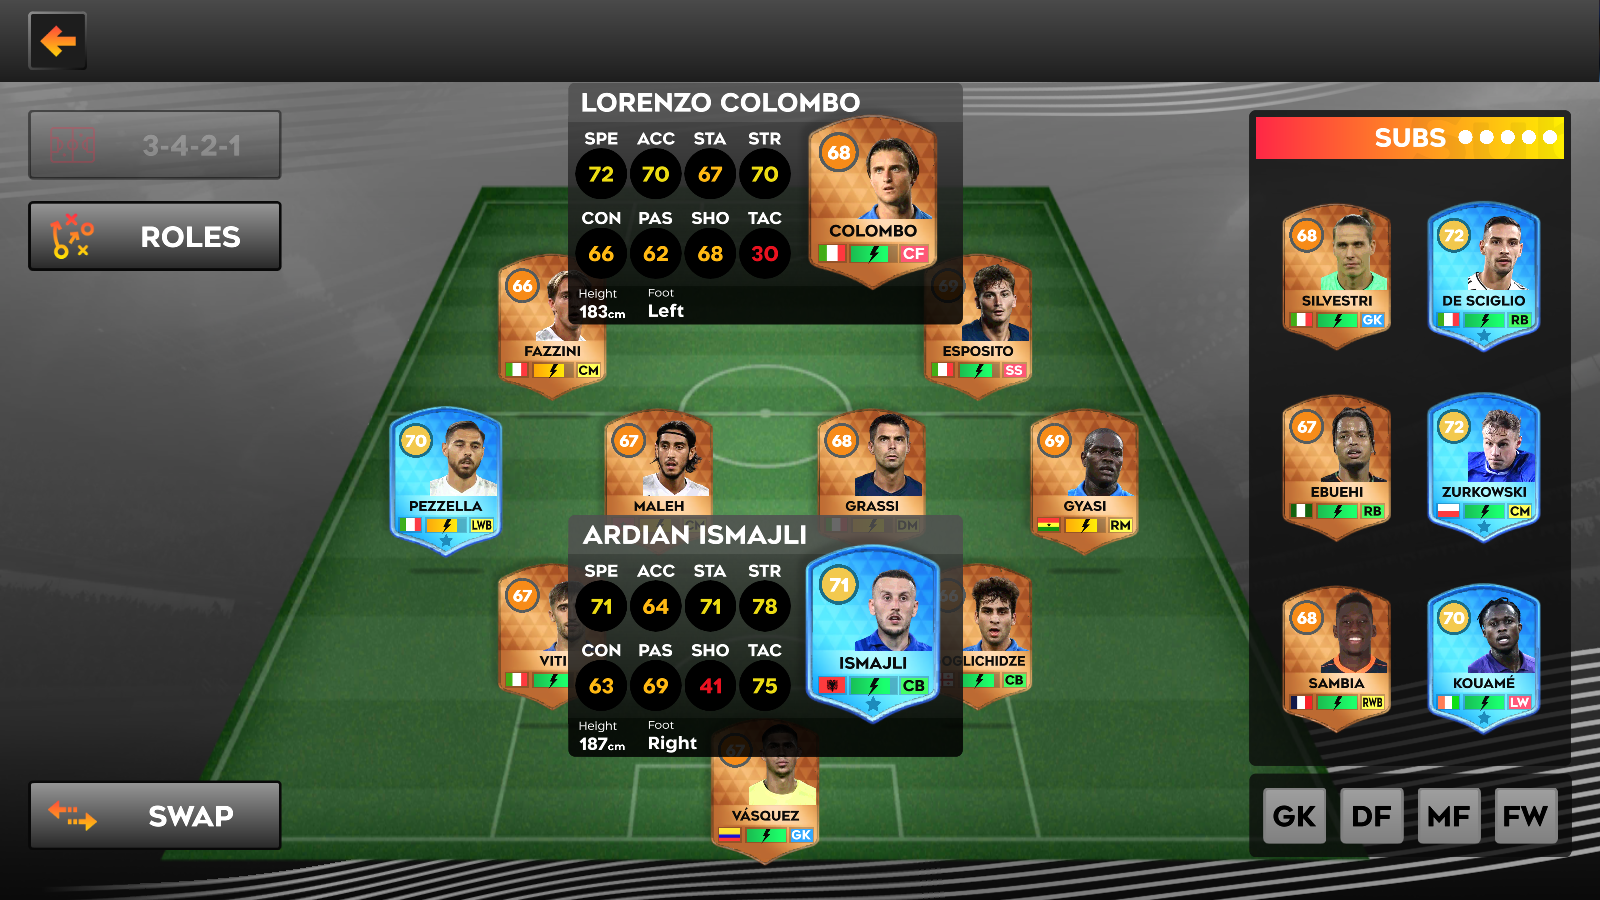 3-4-2-1
ROLES
LORENZO COLOMBO
SPE ACC STA STR
72 70 67 70
CON PAS SHO TAC
66 62 68 30
Height Foot
183cm Left
68
COLOMBO
CF
66
FAZZINI
CM
69
ESPOSITO
SS
70
PEZZELLA
LWB
67
MALEH
CM
68
GRASSI
DM
69
GYASI
RM
ARDIAN ISMAJLI
SPE ACC STA STR
71 64 71 78
CON PAS SHO TAC
63 69 41 75
Height Foot
187cm Right
71
ISMAJLI
CB
67
VITI
66
OGLICHIDZE
CB
67
VÁSQUEZ
GK
SWAP
SUBS
68
SILVESTRI
GK
72
DE SCIGLIO
RB
67
EBUEHI
RB
72
ZURKOWSKI
CM
68
SAMBIA
RWB
70
KOUAMÉ
LW
GK DF MF FW